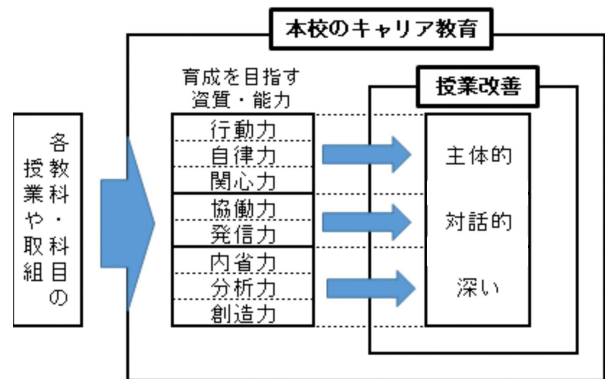 本校のキャリア教育
育成を目指す
資質・能力
授業改善
各教科・科目の
授業や取組
行動力
自律力
関心力
協働力
発信力
内省力
分析力
創造力
主体的
対話的
深い